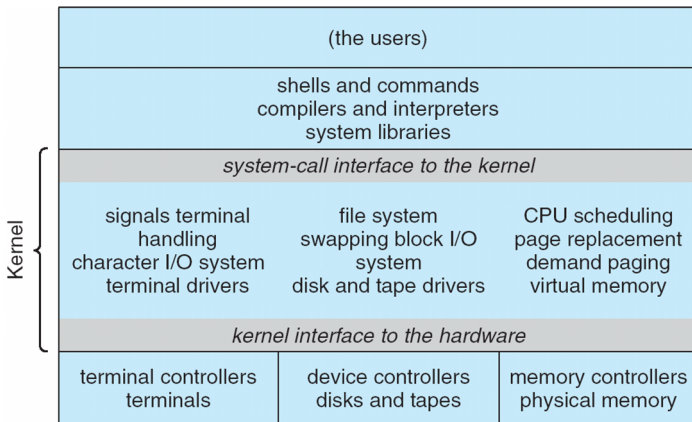 (the users)
shells and commands
compilers and interpreters
system libraries
Kernel
system-call interface to the kernel
signals terminal
handling
character I/O system
terminal drivers
file system
swapping block I/O
system
disk and tape drivers
CPU scheduling
page replacement
demand paging
virtual memory
kernel interface to the hardware
terminal controllers
terminals
device controllers
disks and tapes
memory controllers
physical memory